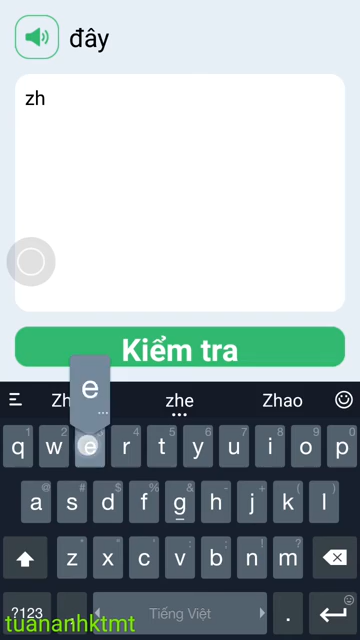 đây
zh
Kiểm tra
e
...
Zh
zhe
Zhao
q w e r t y u i o p
a s d f g h j k l
z x c v b n m
?123 , Tiếng Việt .
tuananhktmt